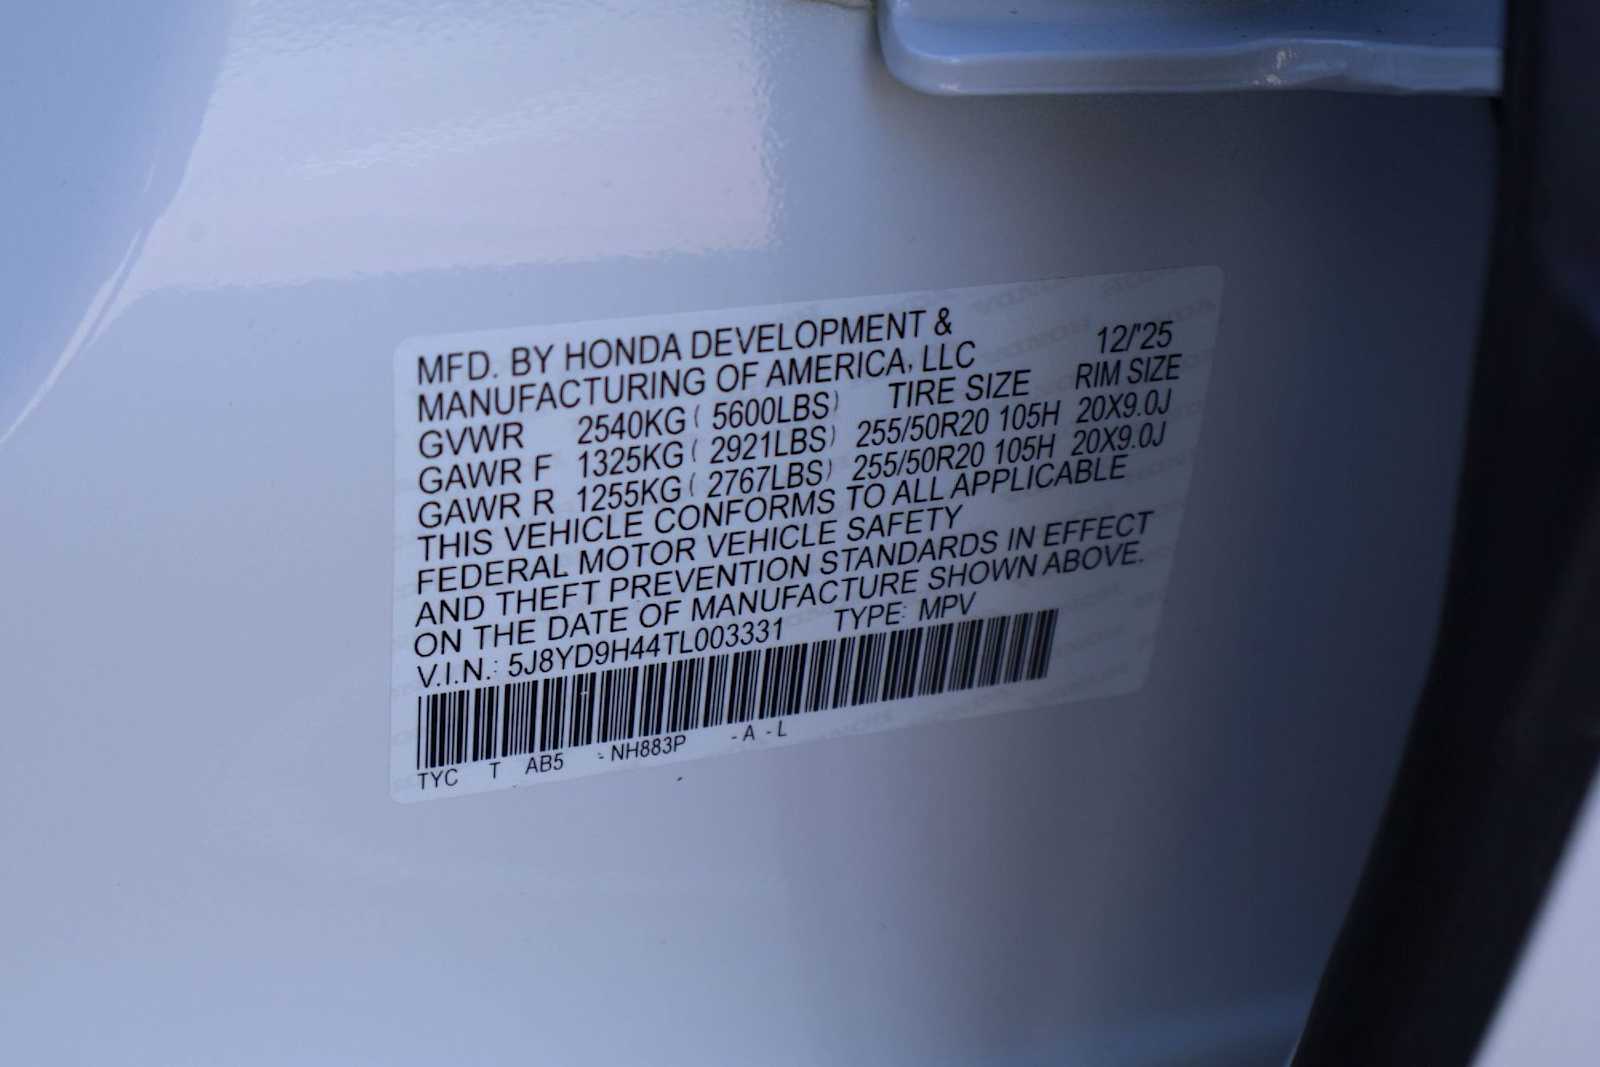 MFD. BY HONDA DEVELOPMENT &
MANUFACTURING OF AMERICA, LLC 12/'25
GVWR 2540KG ( 5600LBS) TIRE SIZE RIM SIZE
GAWR F 1325KG ( 2921LBS) 255/50R20 105H 20X9.0J
GAWR R 1255KG ( 2767LBS) 255/50R20 105H 20X9.0J
THIS VEHICLE CONFORMS TO ALL APPLICABLE
FEDERAL MOTOR VEHICLE SAFETY
AND THEFT PREVENTION STANDARDS IN EFFECT
ON THE DATE OF MANUFACTURE SHOWN ABOVE.
V.I.N.: 5J8YD9H44TL003331 TYPE: MPV
TYC T AB5 -NH883P -A -L